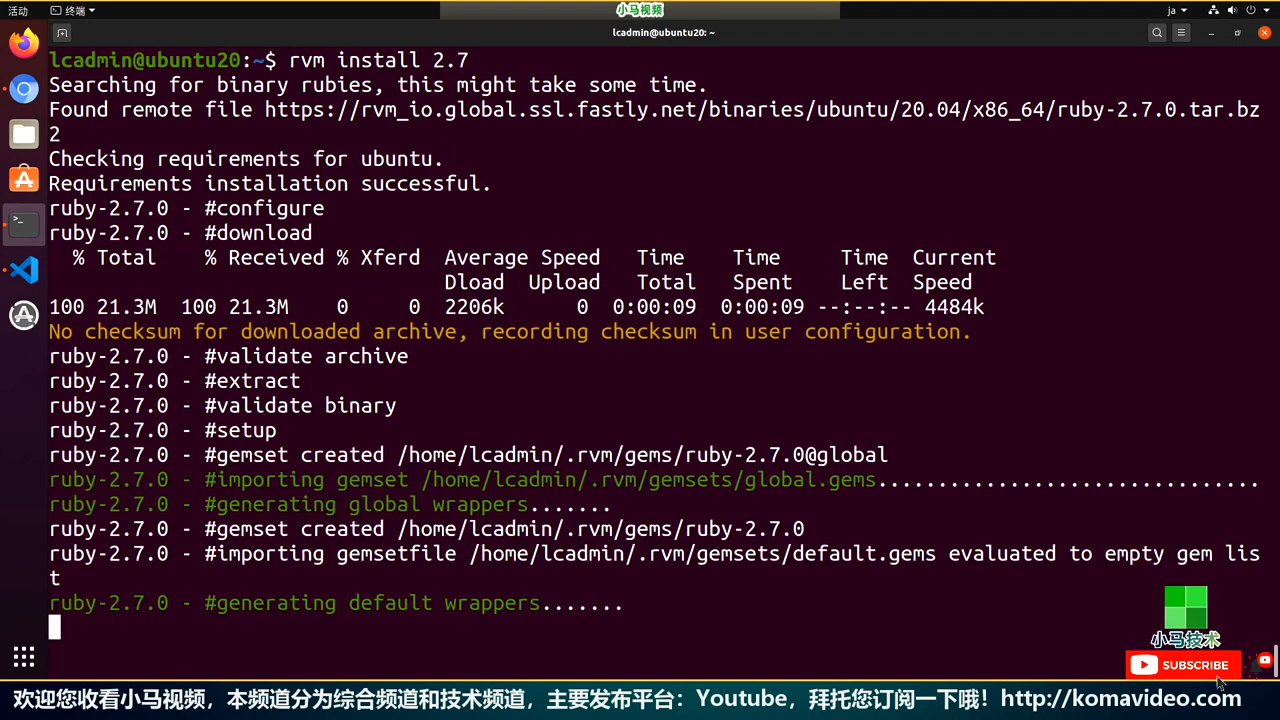 活动
终端
小马视频
ja
lcadmin@ubuntu20: ~
lcadmin@ubuntu20:~$ rvm install 2.7
Searching for binary rubies, this might take some time.
Found remote file https://rvm_io.global.ssl.fastly.net/binaries/ubuntu/20.04/x86_64/ruby-2.7.0.tar.bz
2
Checking requirements for ubuntu.
Requirements installation successful.
ruby-2.7.0 - #configure
ruby-2.7.0 - #download
% Total % Received % Xferd Average Speed Time Time Time Current
Dload Upload Total Spent Left Speed
100 21.3M 100 21.3M 0 0 2206k 0 0:00:09 0:00:09 --:--:-- 4484k
No checksum for downloaded archive, recording checksum in user configuration.
ruby-2.7.0 - #validate archive
ruby-2.7.0 - #extract
ruby-2.7.0 - #validate binary
ruby-2.7.0 - #setup
ruby-2.7.0 - #gemset created /home/lcadmin/.rvm/gems/ruby-2.7.0@global
ruby-2.7.0 - #importing gemset /home/lcadmin/.rvm/gemsets/global.gems................................
ruby-2.7.0 - #generating global wrappers.......
ruby-2.7.0 - #gemset created /home/lcadmin/.rvm/gems/ruby-2.7.0
ruby-2.7.0 - #importing gemsetfile /home/lcadmin/.rvm/gemsets/default.gems evaluated to empty gem lis
t
ruby-2.7.0 - #generating default wrappers.......
小马技术
SUBSCRIBE
欢迎您收看小马视频，本频道分为综合频道和技术频道，主要发布平台：Youtube，拜托您订阅一下哦！http://komavideo.com